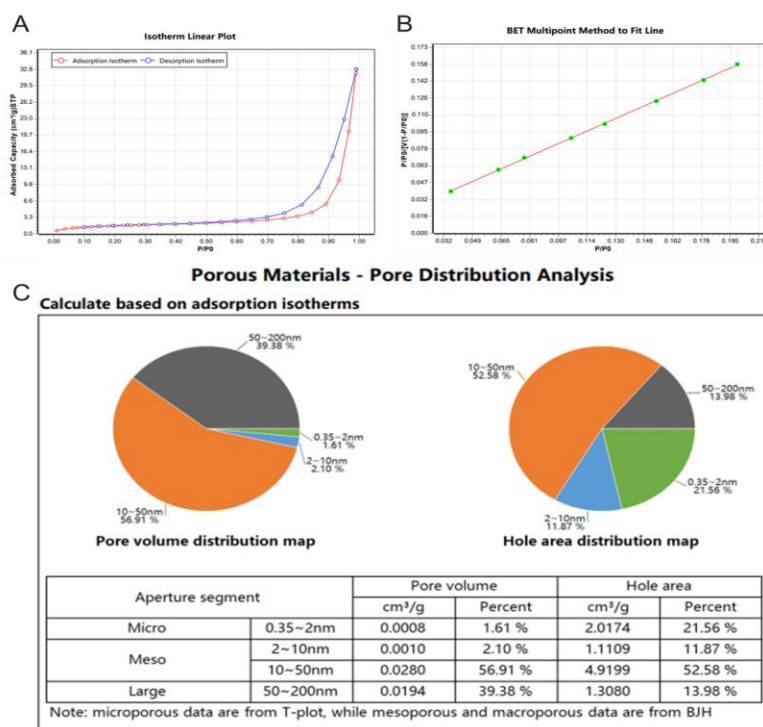 A
Isotherm Linear Plot
Adsorption Isotherm Desorption Isotherm
Adsorbed Capacity (cm³/g)STP
36.1
32.8
29.5
26.2
23.0
19.7
16.4
13.1
9.8
6.6
3.3
0.0
0.00 0.10 0.20 0.30 0.40 0.50 0.60 0.70 0.80 0.90 1.00
P/P0
B
BET Multipoint Method to Fit Line
P/P0/[V(1-P/P0)]
0.173
0.158
0.142
0.126
0.110
0.095
0.079
0.063
0.047
0.032
0.016
0.000
0.032 0.049 0.065 0.081 0.097 0.114 0.130 0.146 0.162 0.178 0.195 0.21
P/P0
Porous Materials - Pore Distribution Analysis
C
Calculate based on adsorption isotherms
50~200nm
39.38 %
0.35~2nm
1.61 %
2~10nm
2.10 %
10~50nm
56.91 %
Pore volume distribution map
10~50nm
52.58 %
50~200nm
13.98 %
0.35~2nm
21.56 %
2~10nm
11.87 %
Hole area distribution map
Aperture segment Pore volume Hole area
cm³/g Percent cm³/g Percent
Micro 0.35~2nm 0.0008 1.61 % 2.0174 21.56 %
Meso 2~10nm 0.0010 2.10 % 1.1109 11.87 %
10~50nm 0.0280 56.91 % 4.9199 52.58 %
Large 50~200nm 0.0194 39.38 % 1.3080 13.98 %
Note: microporous data are from T-plot, while mesoporous and macroporous data are from BJH